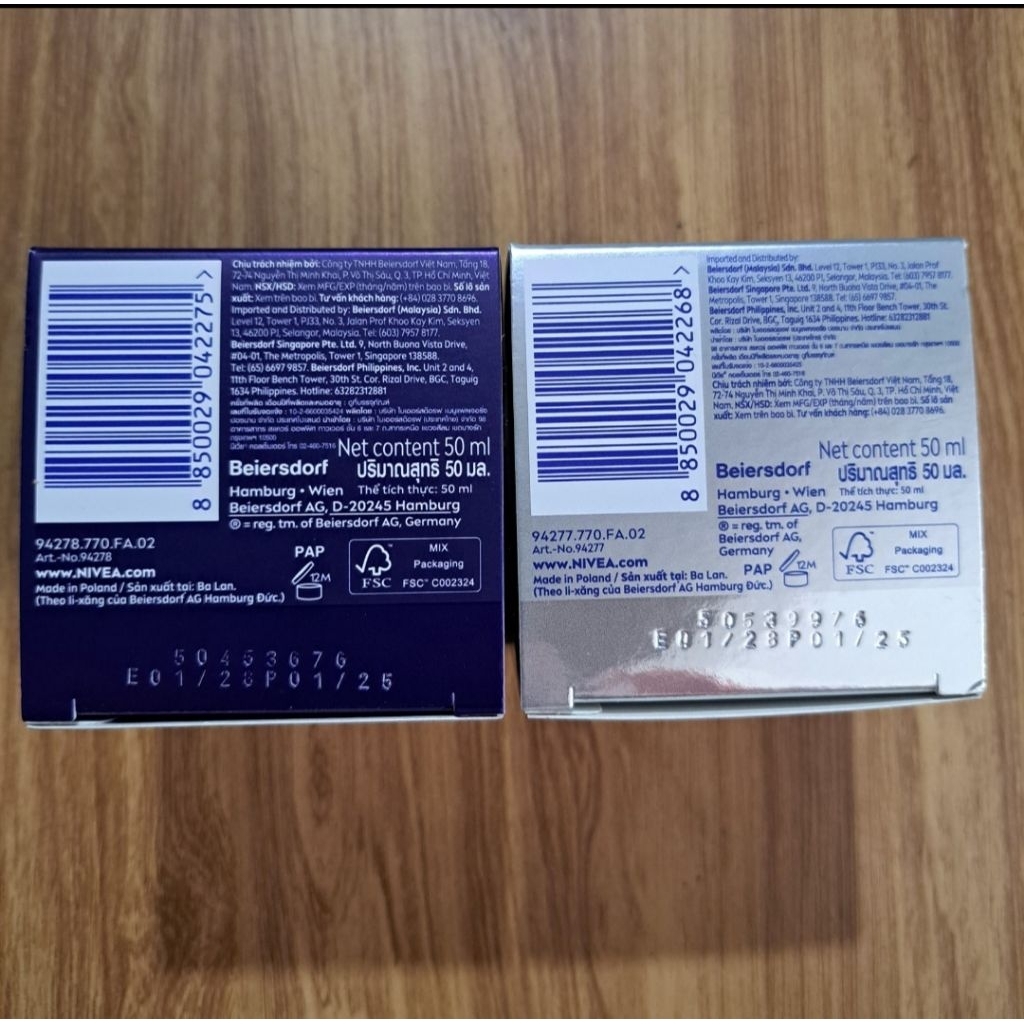 8 850029 042275 >
Chịu trách nhiệm bởi: Công ty TNHH Beiersdorf Việt Nam, Tầng 18,
72-74 Nguyễn Thị Minh Khai, P. Võ Thị Sáu, Q. 3, TP. Hồ Chí Minh, Việt
Nam. NSX/HSD: Xem MFG/EXP (tháng/năm) trên bao bì. Số lô sản
xuất: Xem trên bao bì. Tư vấn khách hàng: (+84) 028 3770 8696.
Imported and Distributed by: Beiersdorf (Malaysia) Sdn. Bhd.
Level 12, Tower 1, PJ33, No. 3, Jalan Prof Khoo Kay Kim, Seksyen
13, 46200 PJ, Selangor, Malaysia. Tel: (603) 7957 8177.
Beiersdorf Singapore Pte. Ltd. 9, North Buona Vista Drive,
#04-01, The Metropolis, Tower 1, Singapore 138588.
Tel: (65) 6697 9857. Beiersdorf Philippines, Inc. Unit 2 and 4,
11th Floor Bench Tower, 30th St. Cor. Rizal Drive, BGC, Taguig
1634 Philippines. Hotline: 63282312881
Net content 50 ml
ปริมาณสุทธิ 50 มล.
Thể tích thực: 50 ml
Beiersdorf
Hamburg • Wien
Beiersdorf AG, D-20245 Hamburg
® = reg. tm. of Beiersdorf AG, Germany
94278.770.FA.02
Art.-No.94278
www.NIVEA.com
Made in Poland / Sản xuất tại: Ba Lan.
(Theo li-xăng của Beiersdorf AG Hamburg Đức.)
PAP
12M
FSC™
MIX
Packaging
FSC™ C002324
50453676
E01/28P01/25
8 850029 042268 >
Imported and Distributed by:
Beiersdorf (Malaysia) Sdn. Bhd. Level 12, Tower 1, PJ33, No. 3, Jalan Prof
Khoo Kay Kim, Seksyen 13, 46200 PJ, Selangor, Malaysia. Tel: (603) 7957 8177.
Beiersdorf Singapore Pte. Ltd. 9, North Buona Vista Drive, #04-01, The
Metropolis, Tower 1, Singapore 138588. Tel: (65) 6697 9857.
Beiersdorf Philippines, Inc. Unit 2 and 4, 11th Floor Bench Tower, 30th St.
Cor. Rizal Drive, BGC, Taguig 1634 Philippines. Hotline: 63282312881
Chịu trách nhiệm bởi: Công ty TNHH Beiersdorf Việt Nam, Tầng 18,
72-74 Nguyễn Thị Minh Khai, P. Võ Thị Sáu, Q. 3, TP. Hồ Chí Minh, Việt
Nam. NSX/HSD: Xem MFG/EXP (tháng/năm) trên bao bì. Số lô sản
xuất: Xem trên bao bì. Tư vấn khách hàng: (+84) 028 3770 8696.
Net content 50 ml
ปริมาณสุทธิ 50 มล.
Thể tích thực: 50 ml
Beiersdorf
Hamburg • Wien
Beiersdorf AG, D-20245 Hamburg
® = reg. tm. of
Beiersdorf AG,
Germany
94277.770.FA.02
Art.-No.94277
www.NIVEA.com
Made in Poland / Sản xuất tại: Ba Lan.
(Theo li-xăng của Beiersdorf AG Hamburg Đức.)
PAP
12M
FSC™
MIX
Packaging
FSC™ C002324
50539976
E01/28P01/25